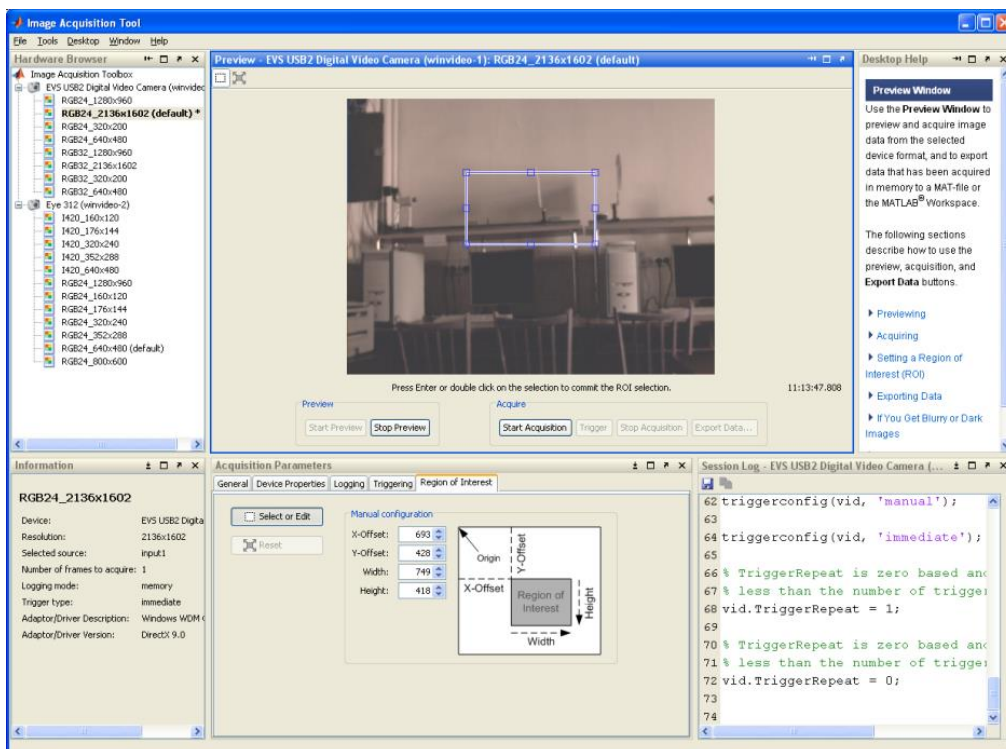 Image Acquisition Tool
File Tools Desktop Window Help
Hardware Browser
Image Acquisition Toolbox
EVS USB2 Digital Video Camera (winvidec
RGB24_1280x960
RGB24_2136x1602 (default) *
RGB24_320x200
RGB24_640x480
RGB32_1280x960
RGB32_2136x1602
RGB32_320x200
RGB32_640x480
Eye 312 (winvideo-2)
I420_160x120
I420_176x144
I420_320x240
I420_352x288
I420_640x480
RGB24_1280x960
RGB24_160x120
RGB24_176x144
RGB24_320x240
RGB24_352x288
RGB24_640x480 (default)
RGB24_800x600
Preview - EVS USB2 Digital Video Camera (winvideo-1): RGB24_2136x1602 (default)
Press Enter or double click on the selection to commit the ROI selection.
11:13:47.808
Preview
Start Preview
Stop Preview
Acquire
Start Acquisition
Trigger
Stop Acquisition
Export Data...
Desktop Help
Preview Window
Use the Preview Window to
preview and acquire image
data from the selected
device format, and to export
data that has been acquired
in memory to a MAT-file or
the MATLAB® Workspace.
The following sections
describe how to use the
preview, acquisition, and
Export Data buttons.
Previewing
Acquiring
Setting a Region of
Interest (ROI)
Exporting Data
If You Get Blurry or Dark
Images
Information
RGB24_2136x1602
Device: EVS USB2 Digita
Resolution: 2136x1602
Selected source: input1
Number of frames to acquire: 1
Logging mode: memory
Trigger type: immediate
Adaptor/Driver Description: Windows WDM
Adaptor/Driver Version: DirectX 9.0
Acquisition Parameters
General
Device Properties
Logging
Triggering
Region of Interest
Select or Edit
Reset
Manual configuration
X-Offset: 693
Y-Offset: 428
Width: 749
Height: 418
Origin
Y-Offset
X-Offset
Region of
Interest
Height
Width
Session Log - EVS USB2 Digital Video Camera (...
62 triggerconfig(vid, 'manual');
63
64 triggerconfig(vid, 'immediate');
65
66 % TriggerRepeat is zero based and
67 % less than the number of trigger
68 vid.TriggerRepeat = 1;
69
70 % TriggerRepeat is zero based and
71 % less than the number of trigger
72 vid.TriggerRepeat = 0;
73
74